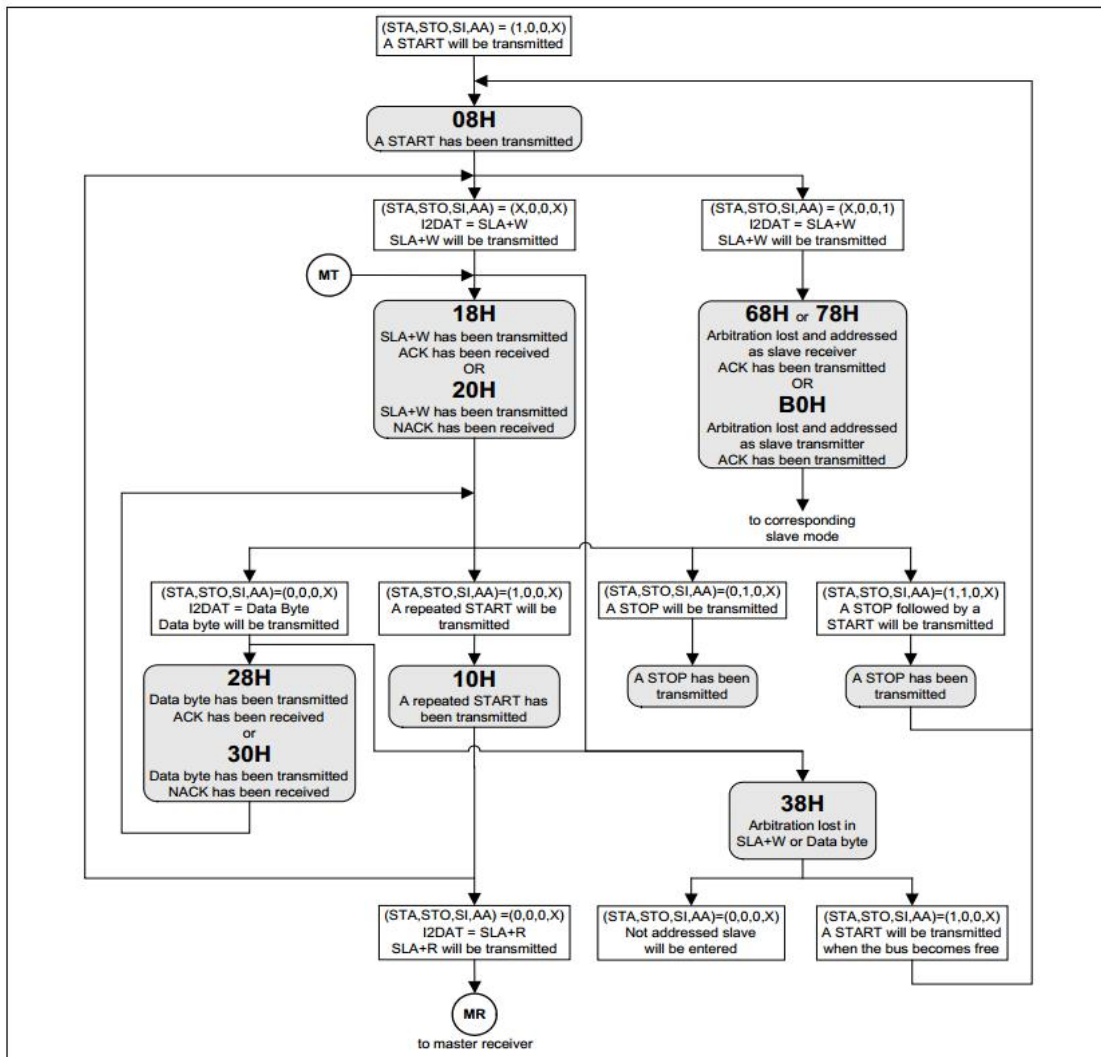 (STA,STO,SI,AA) = (1,0,0,X)
A START will be transmitted
08H
A START has been transmitted
(STA,STO,SI,AA) = (X,0,0,X)
I2DAT = SLA+W
SLA+W will be transmitted
(STA,STO,SI,AA) = (X,0,0,1)
I2DAT = SLA+W
SLA+W will be transmitted
MT
18H
SLA+W has been transmitted
ACK has been received
OR
20H
SLA+W has been transmitted
NACK has been received
68H or 78H
Arbitration lost and addressed
as slave receiver
ACK has been transmitted
OR
B0H
Arbitration lost and addressed
as slave transmitter
ACK has been transmitted
to corresponding
slave mode
(STA,STO,SI,AA)=(0,0,0,X)
I2DAT = Data Byte
Data byte will be transmitted
(STA,STO,SI,AA)=(1,0,0,X)
A repeated START will be
transmitted
(STA,STO,SI,AA)=(0,1,0,X)
A STOP will be transmitted
(STA,STO,SI,AA)=(1,1,0,X)
A STOP followed by a
START will be transmitted
28H
Data byte has been transmitted
ACK has been received
or
30H
Data byte has been transmitted
NACK has been received
10H
A repeated START has
been transmitted
A STOP has been
transmitted
A STOP has been
transmitted
38H
Arbitration lost in
SLA+W or Data byte
(STA,STO,SI,AA) =(0,0,0,X)
I2DAT = SLA+R
SLA+R will be transmitted
(STA,STO,SI,AA)=(0,0,0,X)
Not addressed slave
will be entered
(STA,STO,SI,AA)=(1,0,0,X)
A START will be transmitted
when the bus becomes free
MR
to master receiver